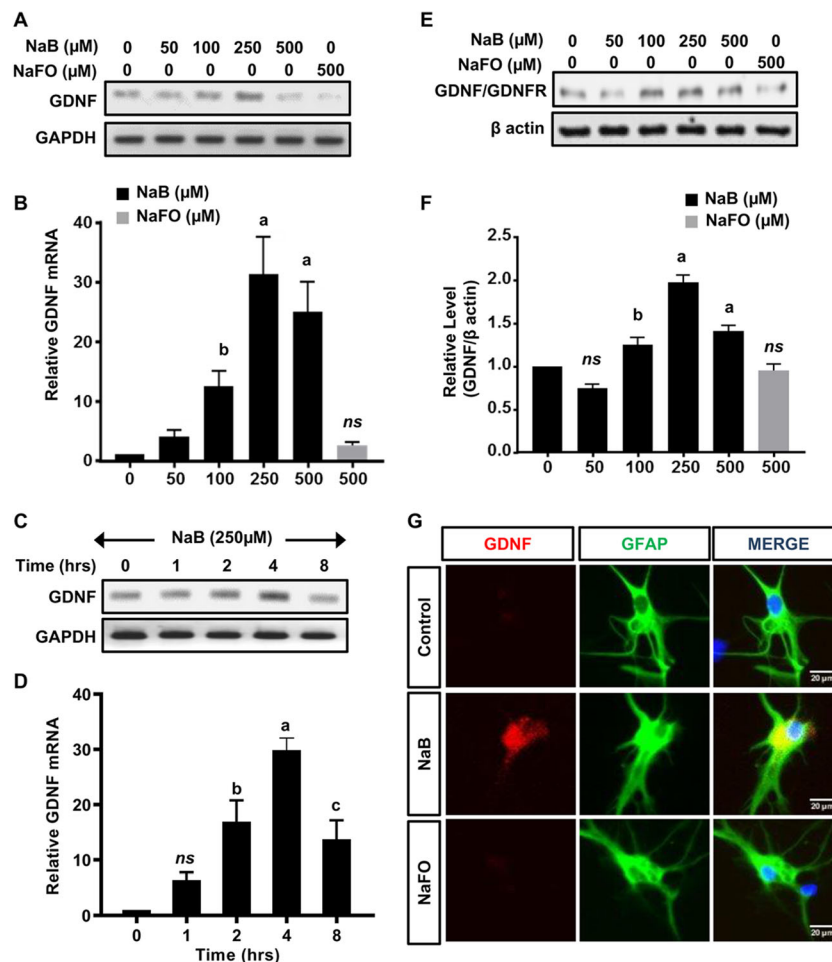 A
NaB (µM) 0 50 100 250 500 0
NaFO (µM) 0 0 0 0 0 500
GDNF
GAPDH
B
NaB (µM)
NaFO (µM)
Relative GDNF mRNA
40
30
20
10
0
a
a
b
ns
0 50 100 250 500 500
C
NaB (250µM)
Time (hrs) 0 1 2 4 8
GDNF
GAPDH
D
Relative GDNF mRNA
40
30
20
10
0
ns
b
a
c
0 1 2 4 8
Time (hrs)
E
NaB (µM) 0 50 100 250 500 0
NaFO (µM) 0 0 0 0 0 500
GDNF/GDNFR
β actin
F
NaB (µM)
NaFO (µM)
Relative Level
(GDNF/β actin)
2.5
2.0
1.5
1.0
0.5
0.0
ns
b
a
a
ns
0 50 100 250 500 500
G
GDNF GFAP MERGE
Control
20 µm
NaB
20 µm
NaFO
20 µm